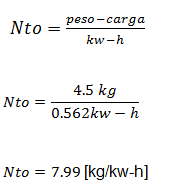 Nto = peso−carga / kw−h
Nto = 4.5 kg / 0.562kw − h
Nto = 7.99 [kg/kw-h]